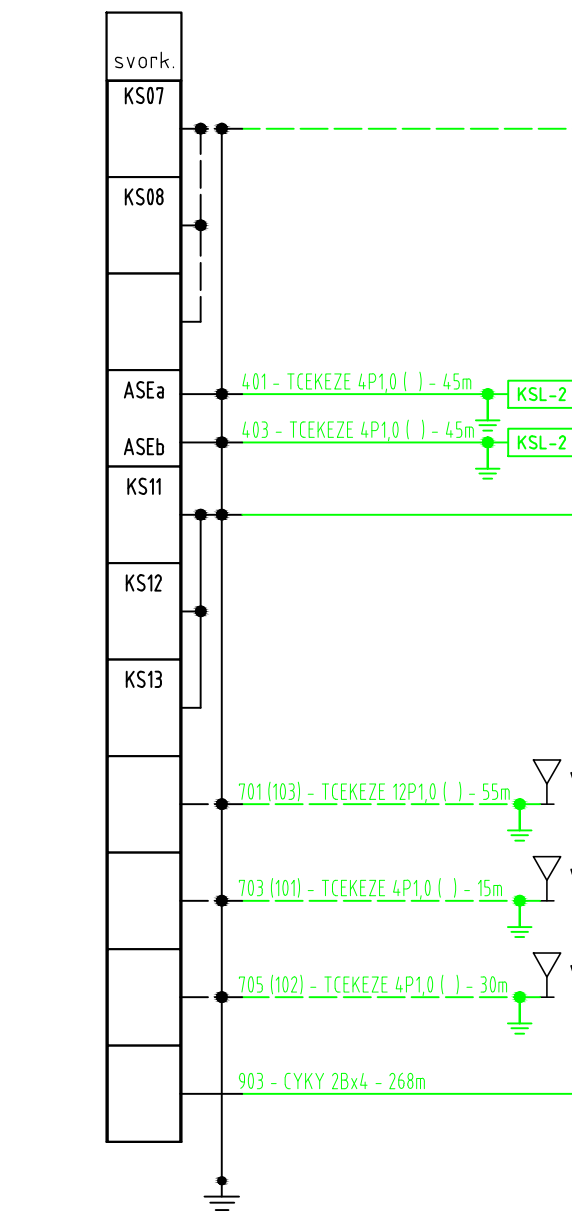 svork.
KS07
KS08
ASEa
401 - TCEKEZE 4P1,0 ( ) - 45m
KSL-2
ASEb
403 - TCEKEZE 4P1,0 ( ) - 45m
KSL-2
KS11
KS12
KS13
701 (103) - TCEKEZE 12P1,0 ( ) - 55m
703 (101) - TCEKEZE 4P1,0 ( ) - 15m
705 (102) - TCEKEZE 4P1,0 ( ) - 30m
903 - CYKY 2Bx4 - 268m